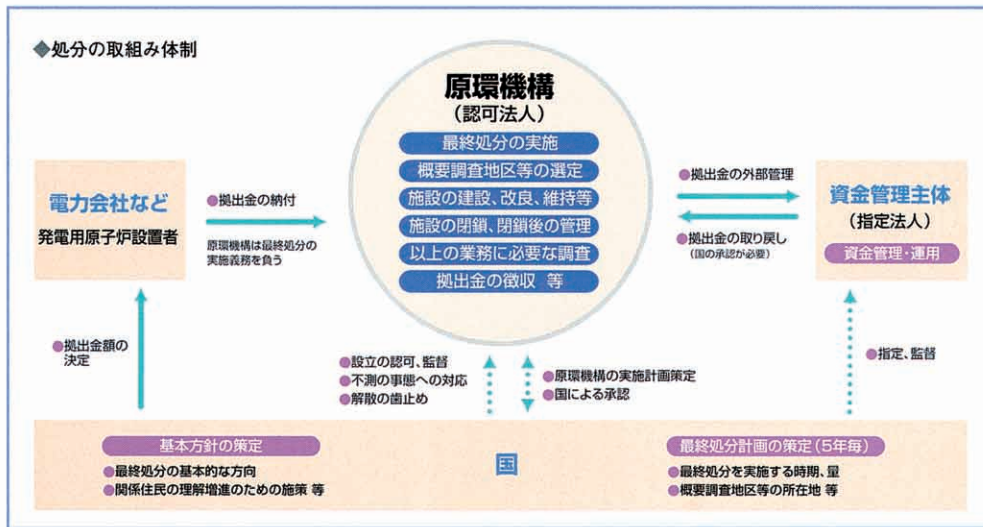 ◆処分の取組み体制
原環機構
（認可法人）
最終処分の実施
概要調査地区等の選定
施設の建設、改良、維持等
施設の閉鎖、閉鎖後の管理
以上の業務に必要な調査
拠出金の徴収 等
電力会社など
発電用原子炉設置者
●拠出金の納付
原環機構は最終処分の
実施義務を負う
●拠出金の外部管理
●拠出金の取り戻し
（国の承認が必要）
資金管理主体
（指定法人）
資金管理・運用
●拠出金額の
決定
●設立の認可、監督
●不測の事態への対応
●解散の歯止め
●原環機構の実施計画策定
●国による承認
●指定、監督
基本方針の策定
●最終処分の基本的な方向
●関係住民の理解増進のための施策 等
国
最終処分計画の策定（5年毎）
●最終処分を実施する時期、量
●概要調査地区等の所在地 等